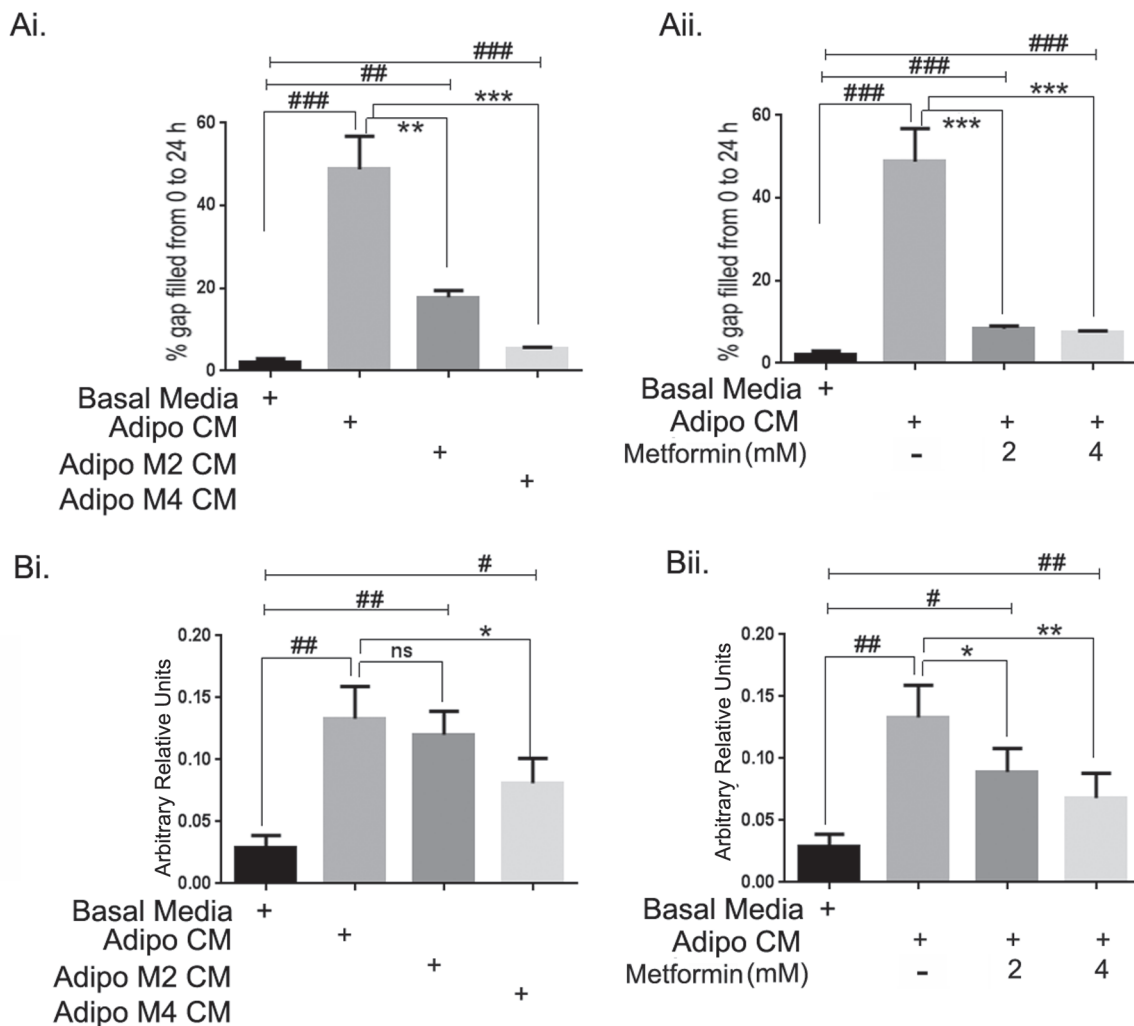 Ai.
###
##
###
***
**
60
40
20
0
% gap filled from 0 to 24 h
Basal Media +
Adipo CM +
Adipo M2 CM +
Adipo M4 CM +
Aii.
###
###
###
***
***
60
40
20
0
% gap filled from 0 to 24 h
Basal Media +
Adipo CM + + +
Metformin (mM) - 2 4
Bi.
#
##
##
*
ns
0.20
0.15
0.10
0.05
0.00
Arbitrary Relative Units
Basal Media +
Adipo CM +
Adipo M2 CM +
Adipo M4 CM +
Bii.
##
#
##
**
*
0.20
0.15
0.10
0.05
0.00
Arbitrary Relative Units
Basal Media +
Adipo CM + + +
Metformin (mM) - 2 4